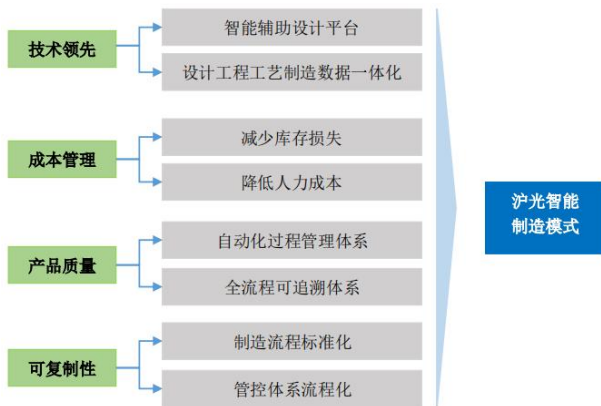 技术领先
智能辅助设计平台
设计工程工艺制造数据一体化
成本管理
减少库存损失
降低人力成本
产品质量
自动化过程管理体系
全流程可追溯体系
可复制性
制造流程标准化
管控体系流程化
沪光智能
制造模式